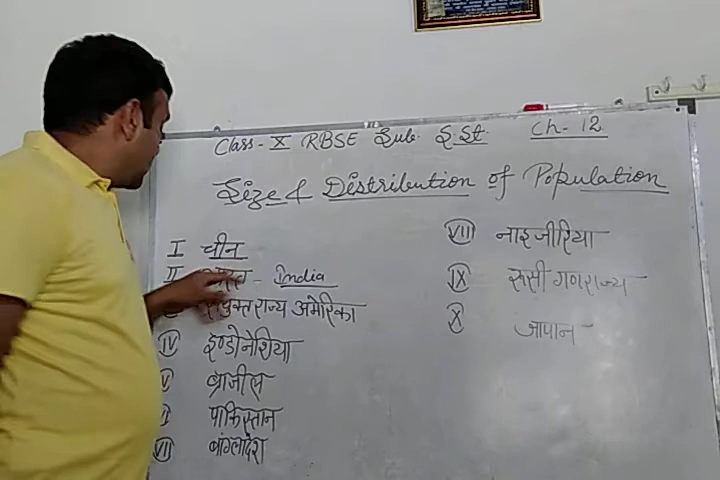 Class - X RBSE Sub. S.St. Ch - 12
Size & Distribution of Population
I चीन
II - India
संयुक्त राज्य अमेरिका
IV इण्डोनेशिया
V ब्राजील
पाकिस्तान
VII बांग्लादेश
VIII नाइजीरिया
IX रुसी गणराज्य
X जापान